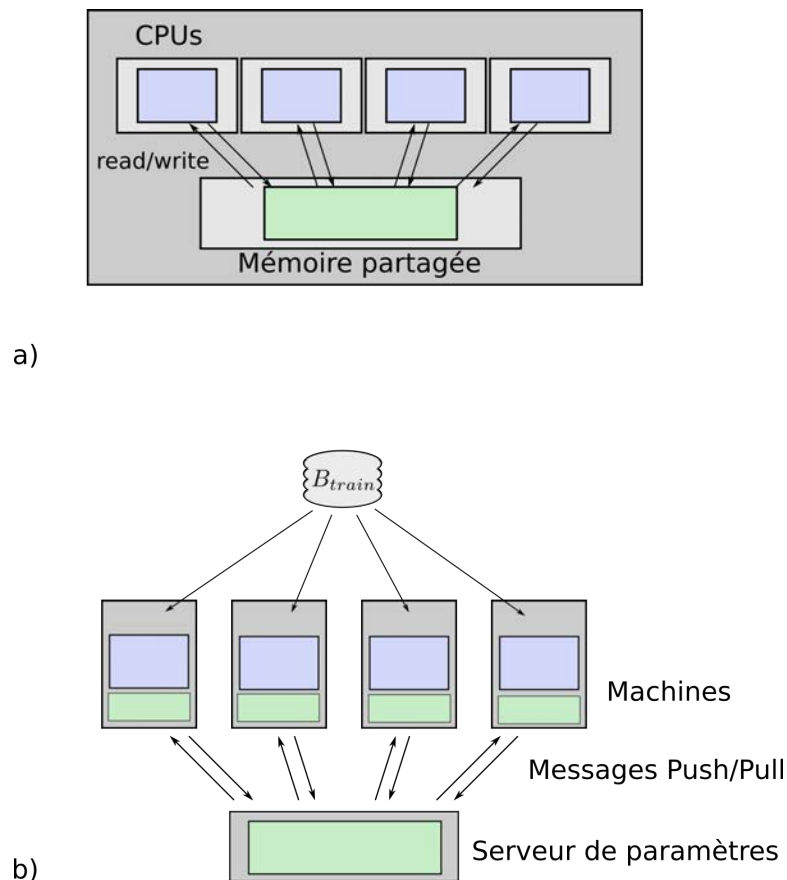 CPUs
read/write
Mémoire partagée
a)
B_train
Machines
Messages Push/Pull
Serveur de paramètres
b)